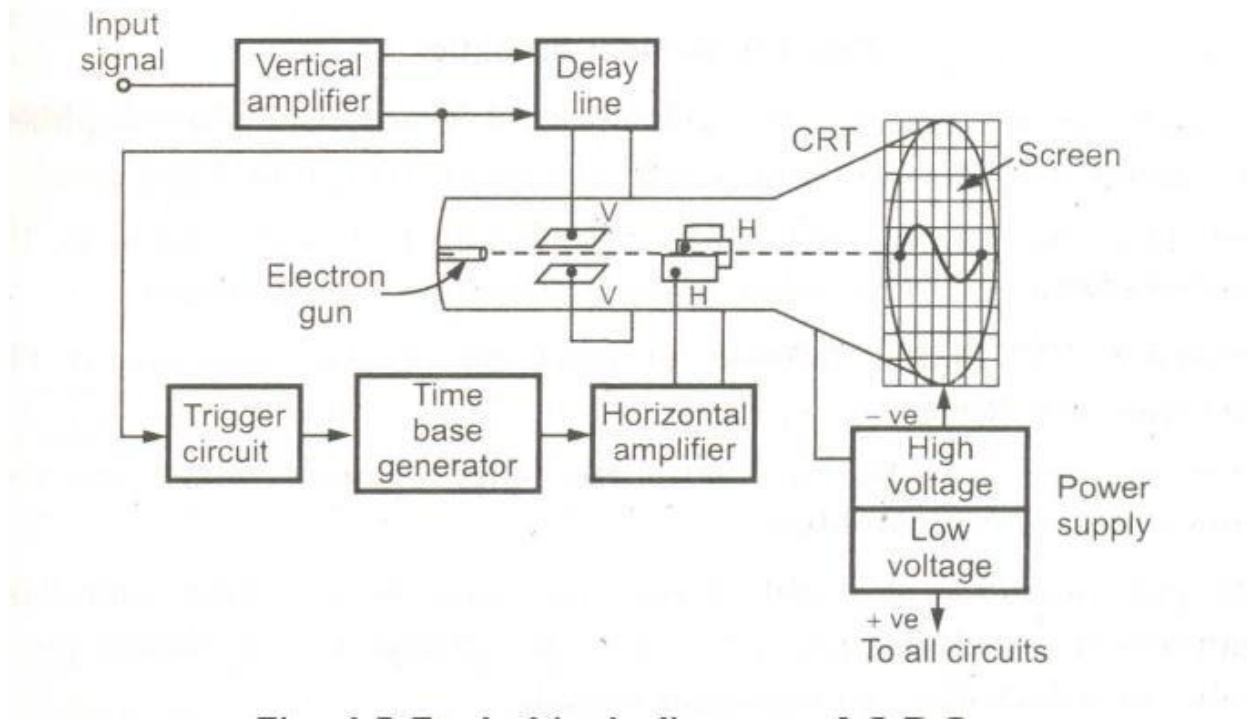 Input
signal
Vertical
amplifier
Delay
line
CRT
Screen
V
H
Electron
gun
V
H
Trigger
circuit
Time
base
generator
Horizontal
amplifier
– ve
High
voltage
Low
voltage
Power
supply
+ ve
To all circuits